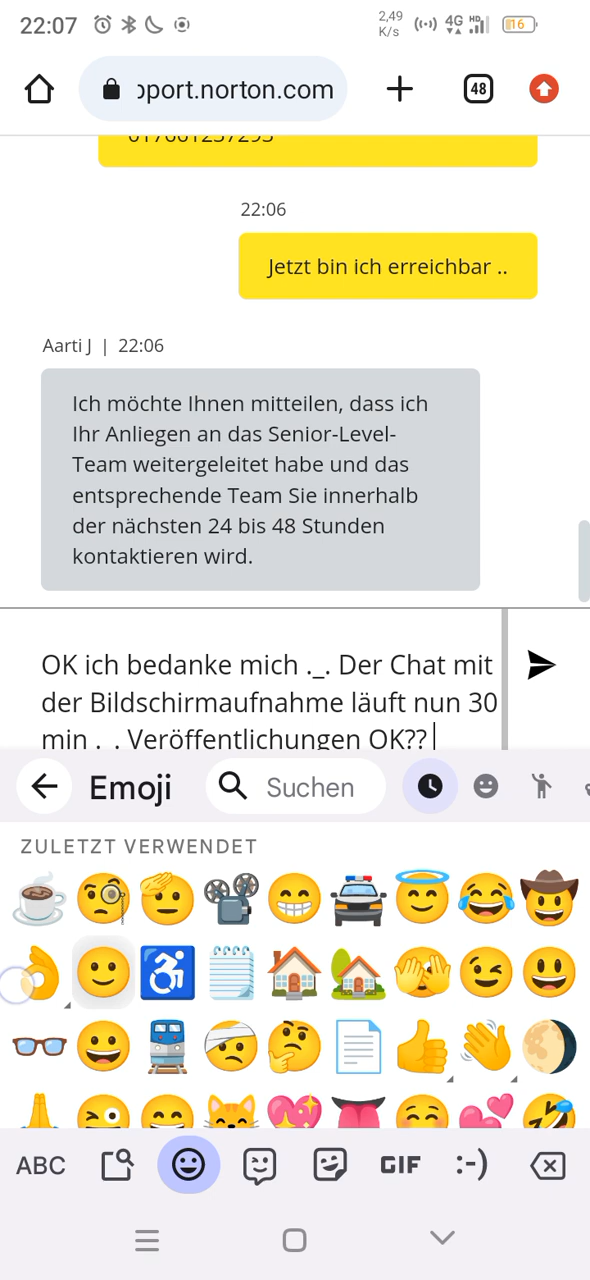 22:07
2,49
K/s
4G
HD
16
pport.norton.com
48
22:06
Jetzt bin ich erreichbar ..
Aarti J | 22:06
Ich möchte Ihnen mitteilen, dass ich
Ihr Anliegen an das Senior-Level-
Team weitergeleitet habe und das
entsprechende Team Sie innerhalb
der nächsten 24 bis 48 Stunden
kontaktieren wird.
OK ich bedanke mich ._. Der Chat mit
der Bildschirmaufnahme läuft nun 30
min . . Veröffentlichungen OK??
Emoji
Suchen
ZULETZT VERWENDET
ABC
GIF
:-)